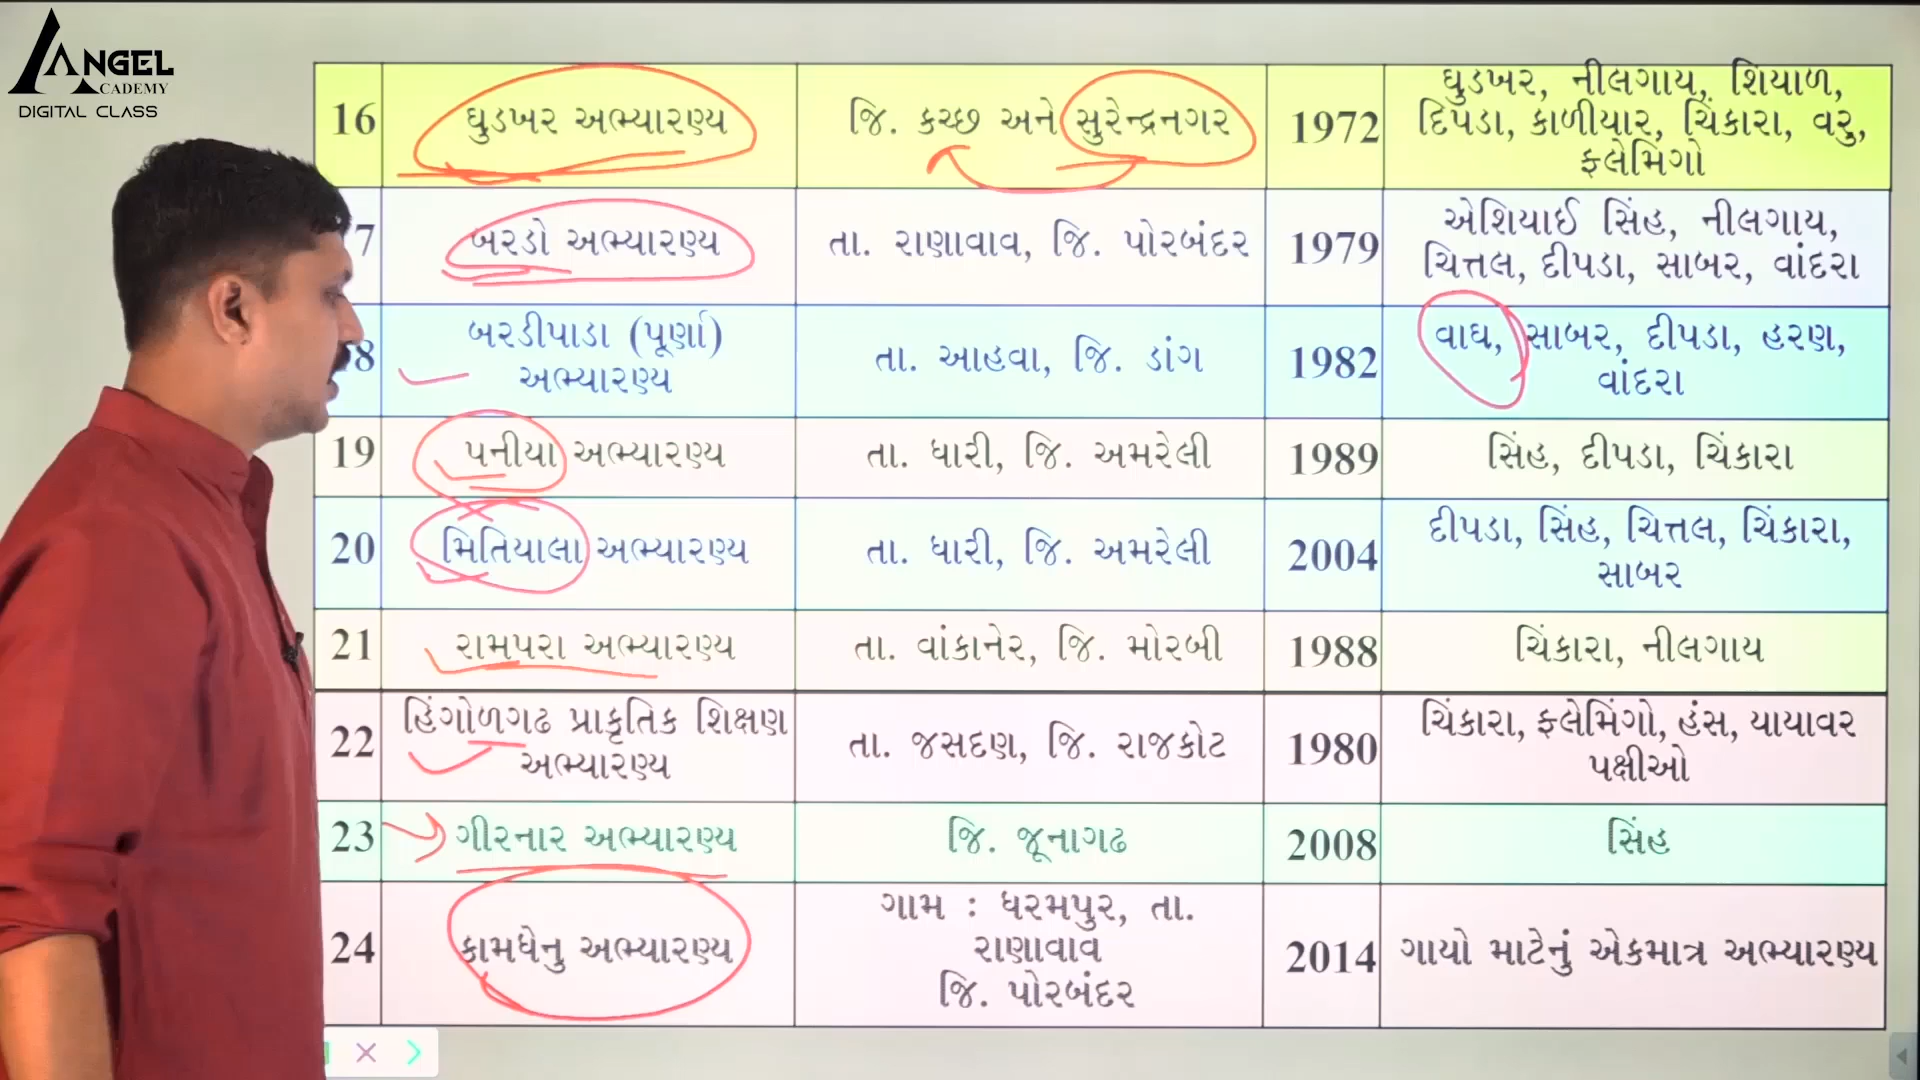 ANGEL
ACADEMY
DIGITAL CLASS
16 ઘુડખર અભ્યારણ્ય જિ. કચ્છ અને સુરેન્દ્રનગર 1972 ઘુડખર, નીલગાય, શિયાળ,
દિપડા, કાળીયાર, ચિંકારા, વરુ,
ફ્લેમિંગો
7 બરડો અભ્યારણ્ય તા. રાણાવાવ, જિ. પોરબંદર 1979 એશિયાઈ સિંહ, નીલગાય,
ચિત્તલ, દીપડા, સાબર, વાંદરા
8 બરડીપાડા (પૂર્ણા)
અભ્યારણ્ય તા. આહવા, જિ. ડાંગ 1982 વાઘ, સાબર, દીપડા, હરણ,
વાંદરા
19 પનીયા અભ્યારણ્ય તા. ધારી, જિ. અમરેલી 1989 સિંહ, દીપડા, ચિંકારા
20 મિતિયાલા અભ્યારણ્ય તા. ધારી, જિ. અમરેલી 2004 દીપડા, સિંહ, ચિત્તલ, ચિંકારા,
સાબર
21 રામપરા અભ્યારણ્ય તા. વાંકાનેર, જિ. મોરબી 1988 ચિંકારા, નીલગાય
22 હિંગોળગઢ પ્રાકૃતિક શિક્ષણ
અભ્યારણ્ય તા. જસદણ, જિ. રાજકોટ 1980 ચિંકારા, ફ્લેમિંગો, હંસ, યાયાવર
પક્ષીઓ
23 ગીરનાર અભ્યારણ્ય જિ. જૂનાગઢ 2008 સિંહ
24 કામધેનુ અભ્યારણ્ય ગામ : ધરમપુર, તા.
રાણાવાવ
જિ. પોરબંદર 2014 ગાયો માટેનું એકમાત્ર અભ્યારણ્ય